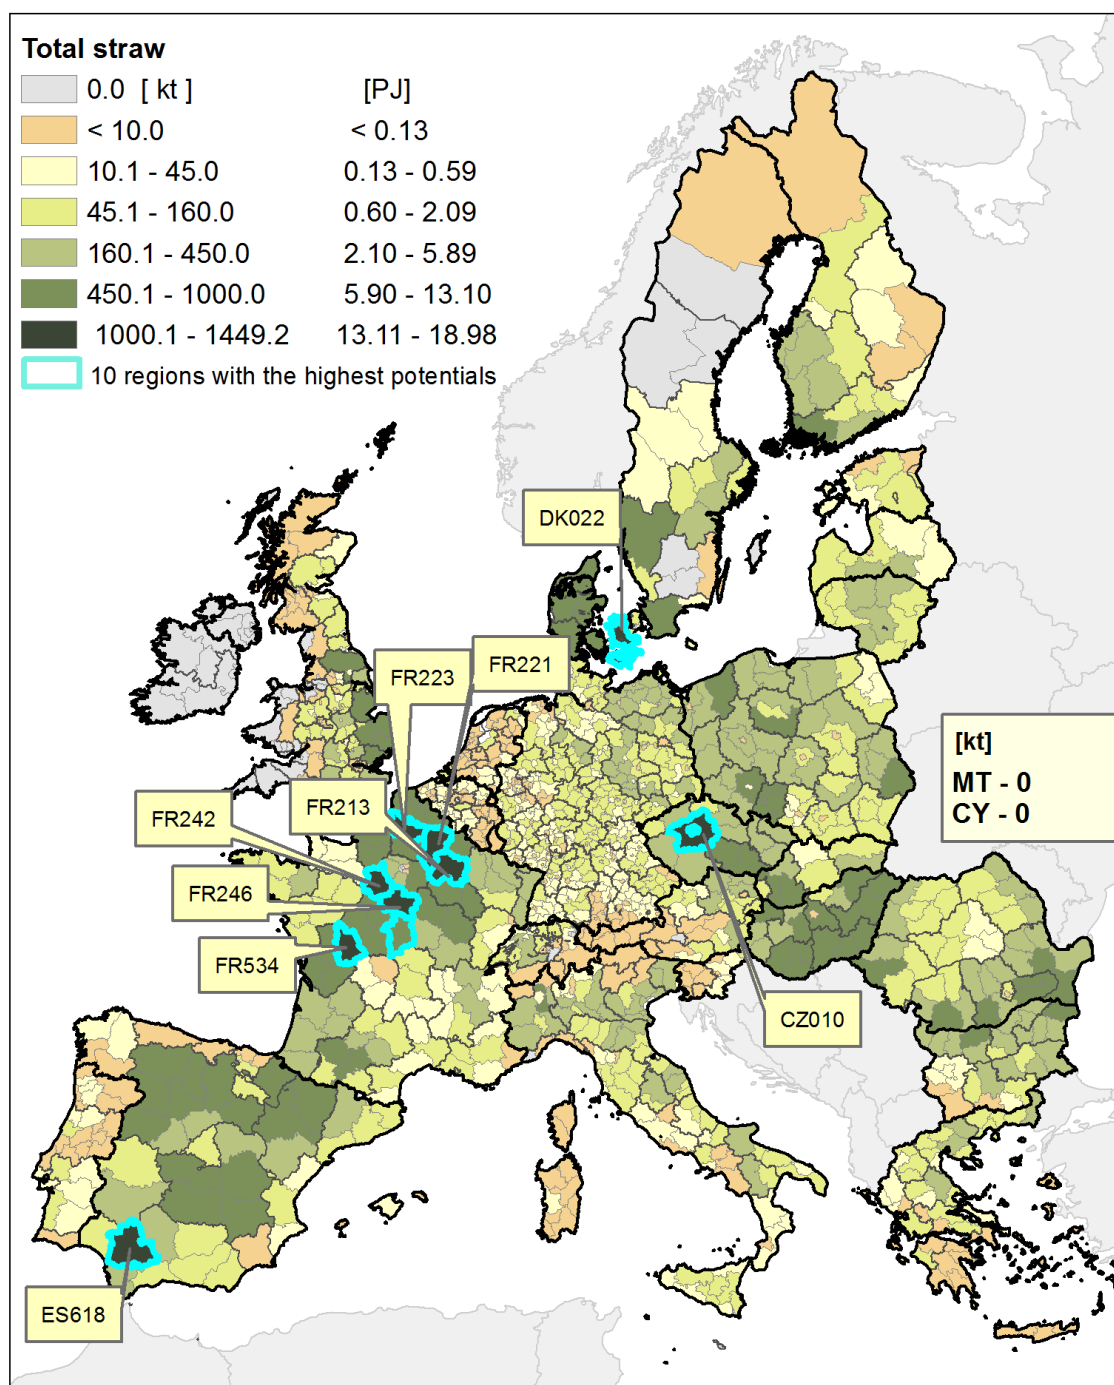 Total straw
0.0 [ kt ] [PJ]
< 10.0 < 0.13
10.1 - 45.0 0.13 - 0.59
45.1 - 160.0 0.60 - 2.09
160.1 - 450.0 2.10 - 5.89
450.1 - 1000.0 5.90 - 13.10
1000.1 - 1449.2 13.11 - 18.98
10 regions with the highest potentials
DK022
FR221
FR223
FR213
FR242
FR246
FR534
[kt]
MT - 0
CY - 0
CZ010
ES618